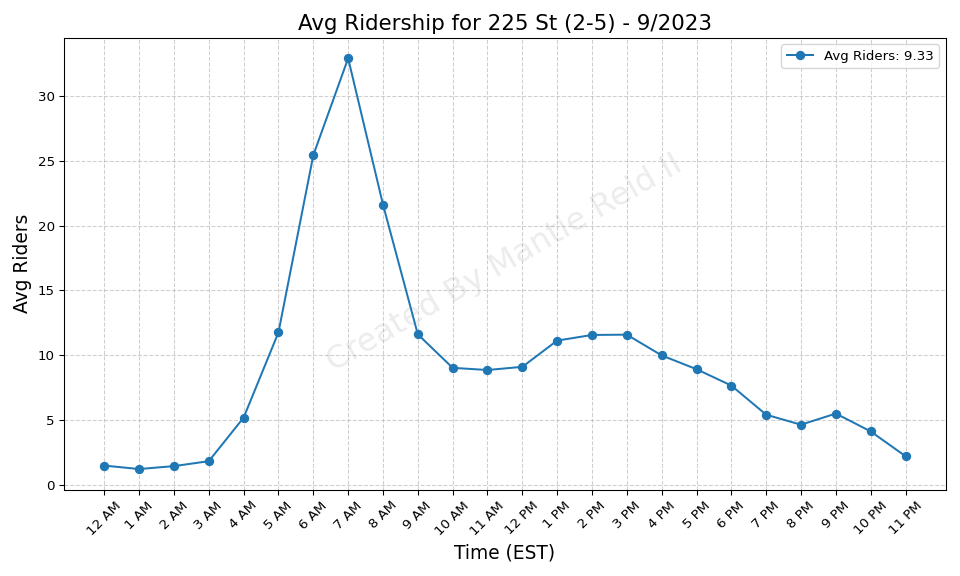 Avg Ridership for 225 St (2-5) - 9/2023
Avg Riders: 9.33
Avg Riders
30
25
20
15
10
5
0
Created By Mantle Reid II
12 AM
1 AM
2 AM
3 AM
4 AM
5 AM
6 AM
7 AM
8 AM
9 AM
10 AM
11 AM
12 PM
1 PM
2 PM
3 PM
4 PM
5 PM
6 PM
7 PM
8 PM
9 PM
10 PM
11 PM
Time (EST)